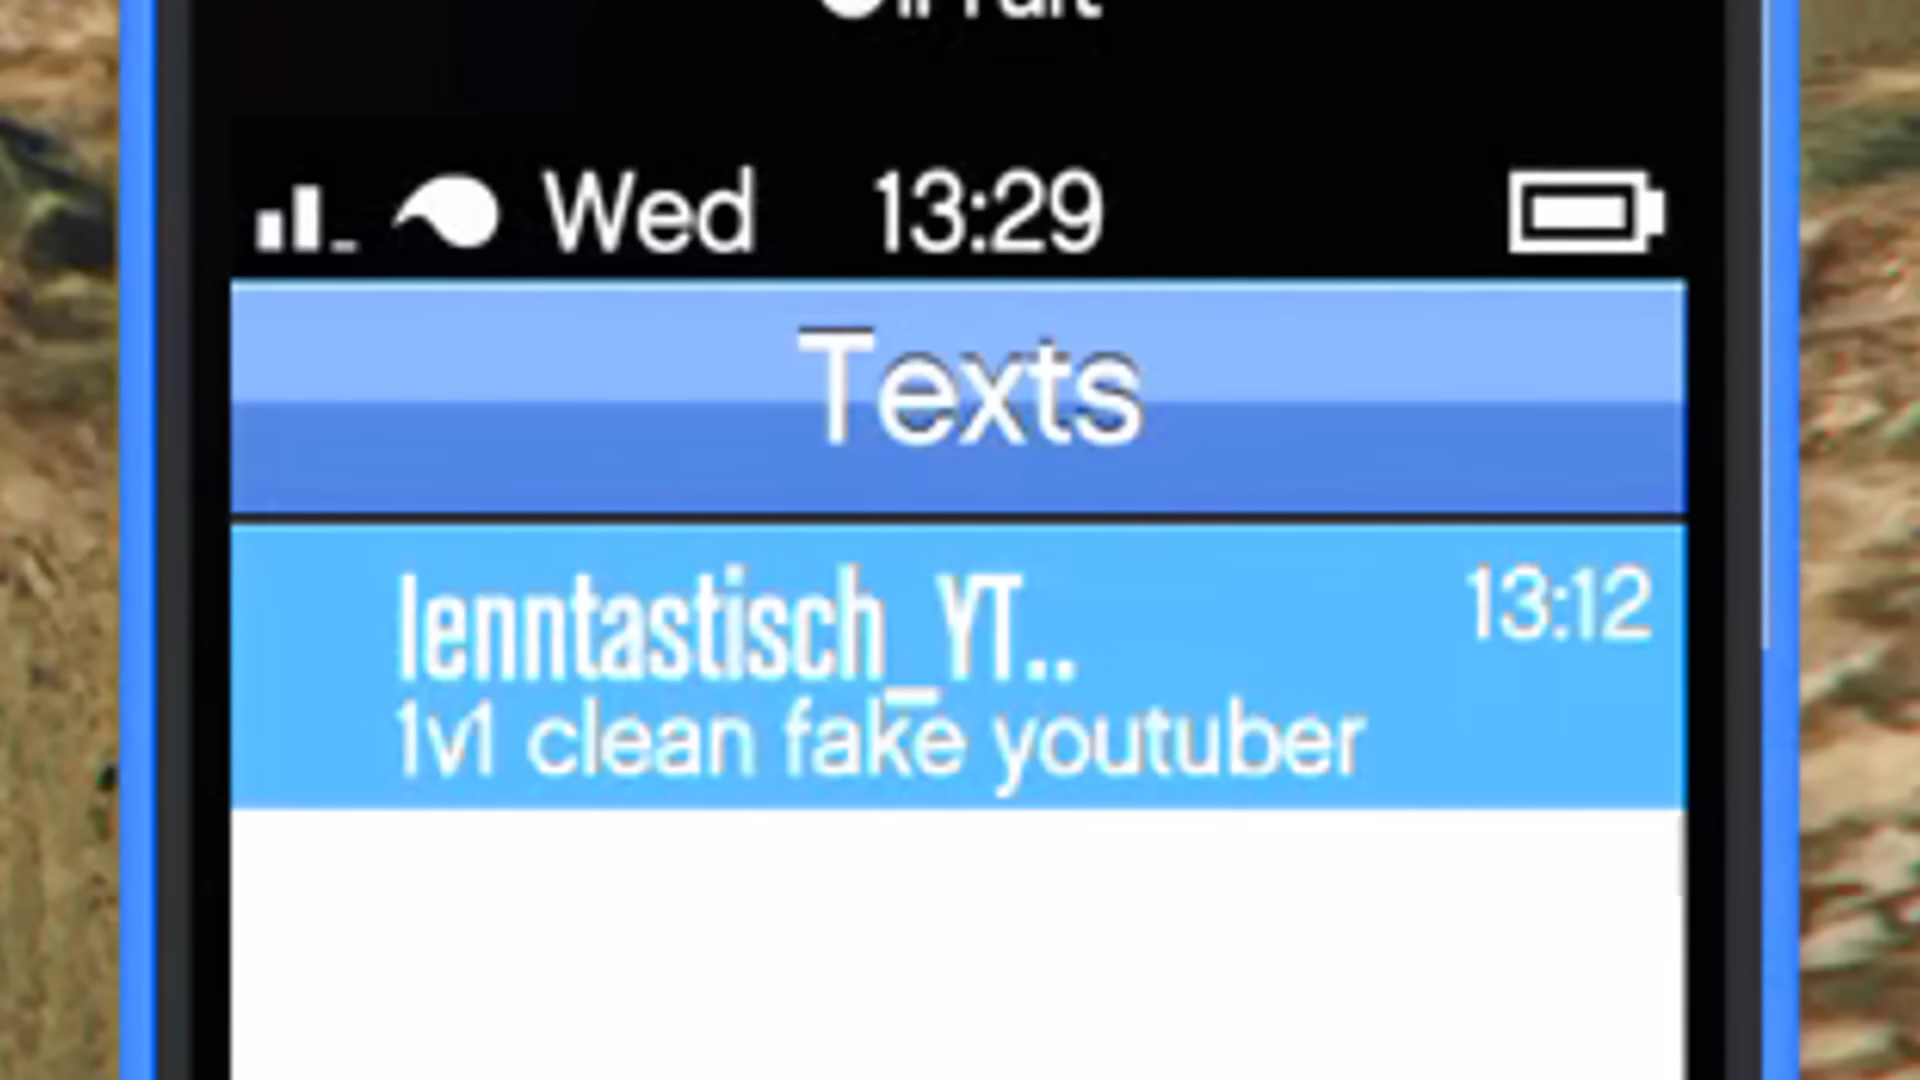 Wed 13:29
Texts
lenntastisch_YT.. 13:12
1v1 clean fake youtuber